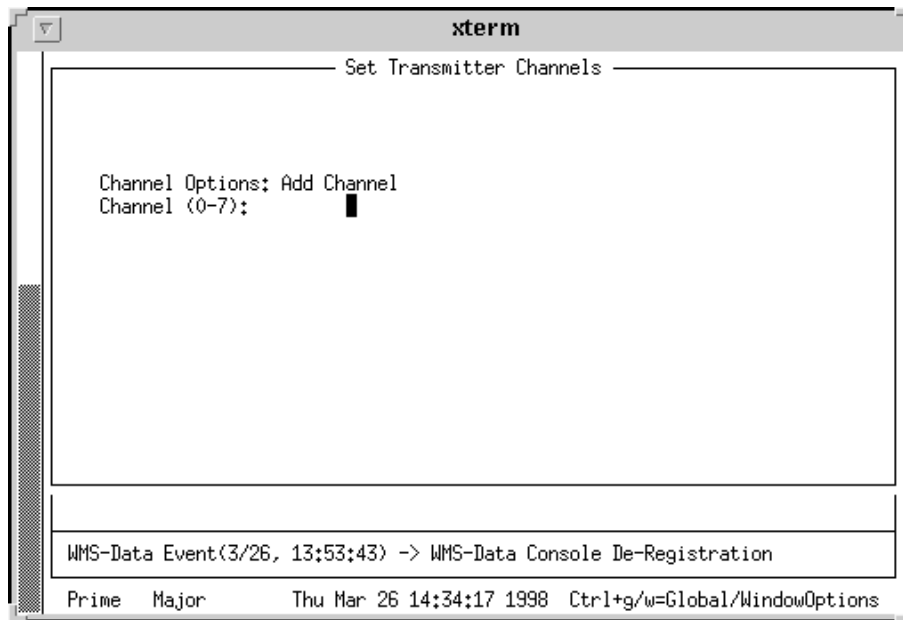 xterm
Set Transmitter Channels
Channel Options: Add Channel
Channel (0-7):
WMS-Data Event(3/26, 13:53:43) -> WMS-Data Console De-Registration
Prime Major Thu Mar 26 14:34:17 1998 Ctrl+g/w=Global/WindowOptions